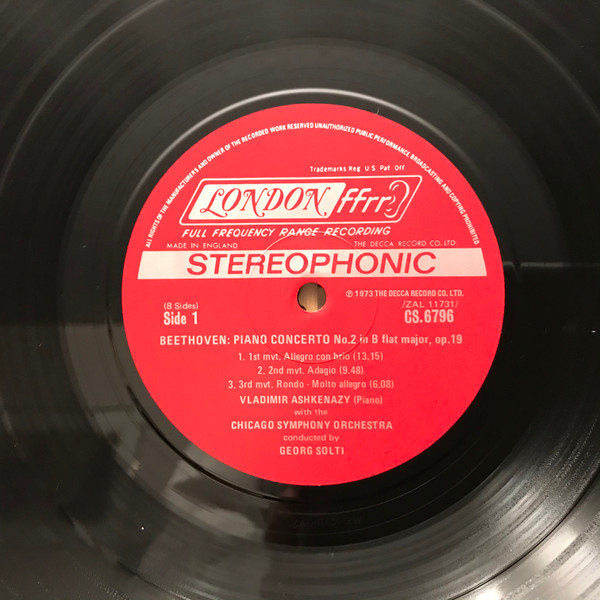 ALL RIGHTS OF THE MANUFACTURERS AND OWNER OF THE RECORDED WORK RESERVED UNAUTHORIZED PUBLIC PERFORMANCE BROADCASTING AND COPYING PROHIBITED
Trademarks Reg U.S. Pat Off.
LONDON ffrr
FULL FREQUENCY RANGE RECORDING
MADE IN ENGLAND THE DECCA RECORD CO. LTD.
STEREOPHONIC
℗ 1973 THE DECCA RECORD CO. LTD.
(8 Sides) /ZAL 11731/
Side 1 CS.6796
BEETHOVEN: PIANO CONCERTO No.2 in B flat major, op.19
1. 1st mvt. Allegro con brio (13,15)
2. 2nd mvt. Adagio (9.48)
3. 3rd mvt. Rondo - Molto allegro (6,08)
VLADIMIR ASHKENAZY (Piano)
with the
CHICAGO SYMPHONY ORCHESTRA
conducted by
GEORG SOLTI